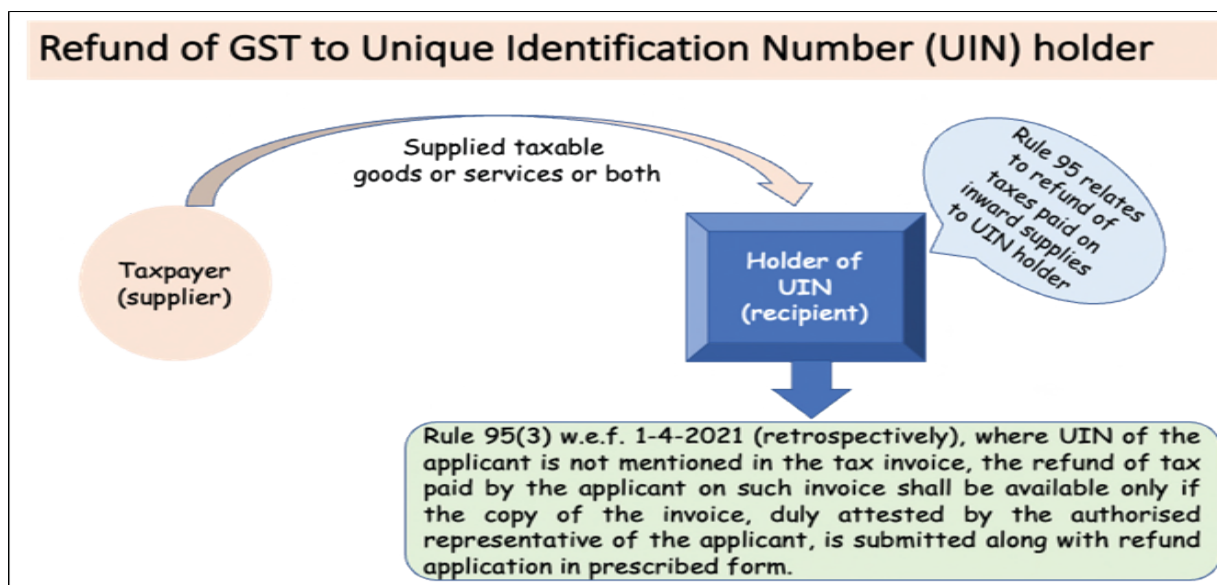 Refund of GST to Unique Identification Number (UIN) holder
Supplied taxable
goods or services or both
Rule 95 relates
to refund of
taxes paid on
inward supplies
to UIN holder
Taxpayer
(supplier)
Holder of
UIN
(recipient)
Rule 95(3) w.e.f. 1-4-2021 (retrospectively), where UIN of the
applicant is not mentioned in the tax invoice, the refund of tax
paid by the applicant on such invoice shall be available only if
the copy of the invoice, duly attested by the authorised
representative of the applicant, is submitted along with refund
application in prescribed form.